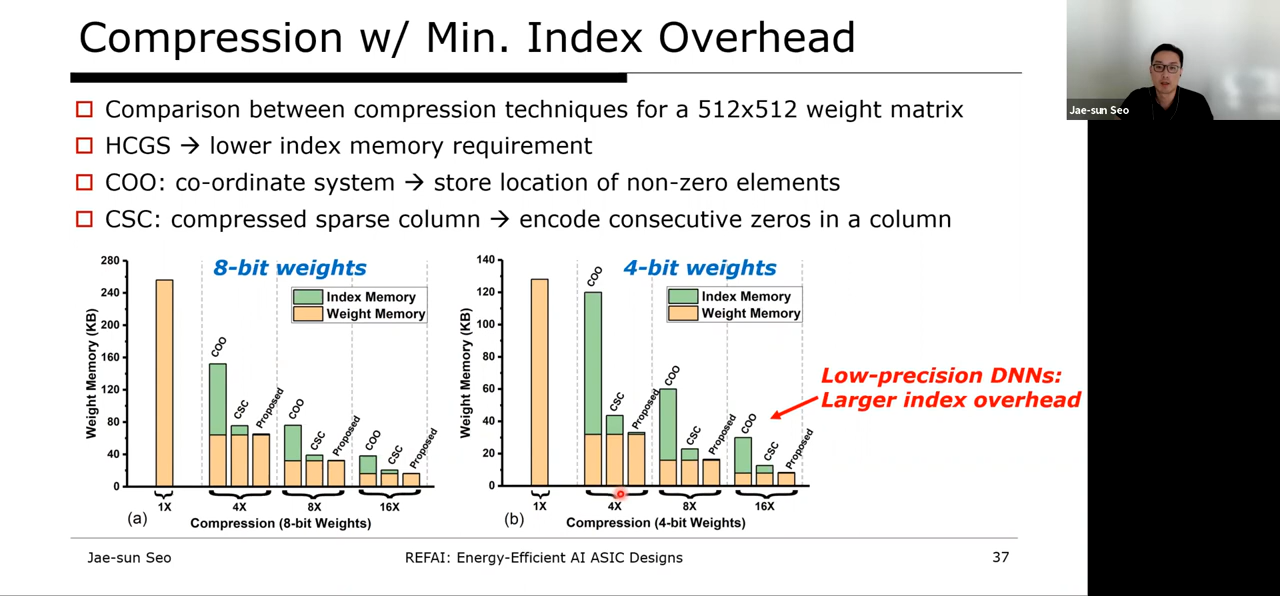 Compression w/ Min. Index Overhead
Jae-sun Seo
Comparison between compression techniques for a 512x512 weight matrix
HCGS → lower index memory requirement
COO: co-ordinate system → store location of non-zero elements
CSC: compressed sparse column → encode consecutive zeros in a column
8-bit weights
Index Memory
Weight Memory
Weight Memory (KB)
280
240
200
160
120
80
40
0
COO
CSC
Proposed
COO
CSC
Proposed
COO
CSC
Proposed
1X
4X
8X
16X
(a)
Compression (8-bit Weights)
4-bit weights
Index Memory
Weight Memory
Weight Memory (KB)
140
120
100
80
60
40
20
0
COO
CSC
Proposed
COO
CSC
Proposed
COO
CSC
Proposed
1X
4X
8X
16X
(b)
Compression (4-bit Weights)
Low-precision DNNs:
Larger index overhead
Jae-sun Seo
REFAI: Energy-Efficient AI ASIC Designs
37